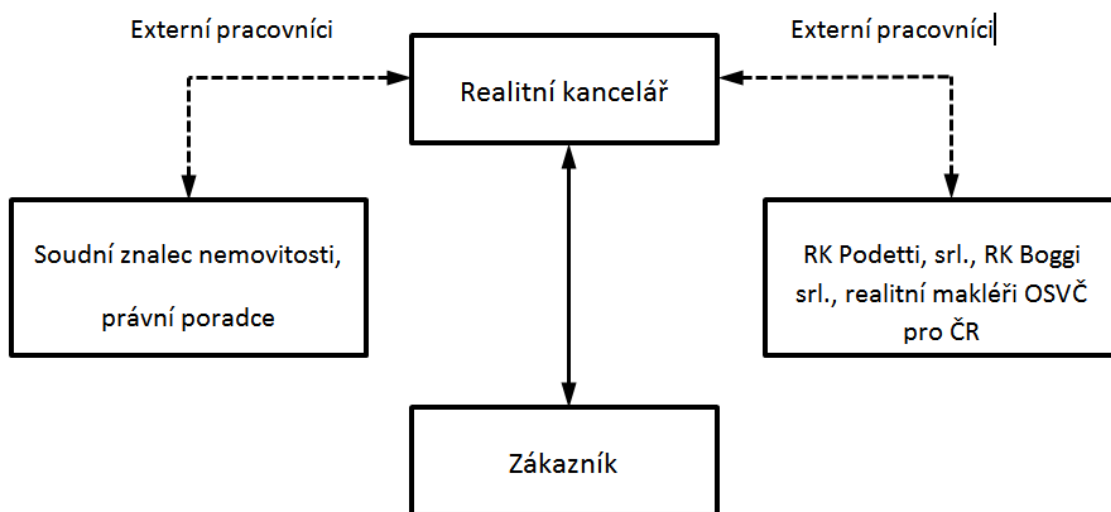 Externí pracovníci
Externí pracovníci
Realitní kancelář
Soudní znalec nemovitosti,
právní poradce
RK Podetti, srl., RK Boggi
srl., realitní makléři OSVČ
pro ČR
Zákazník